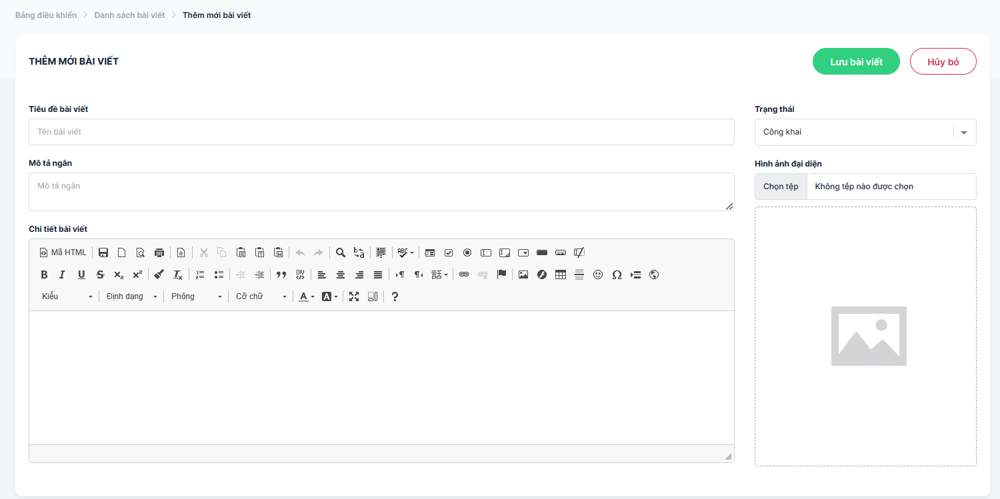 Bảng điều khiển > Danh sách bài viết > Thêm mới bài viết
THÊM MỚI BÀI VIẾT
Lưu bài viết
Hủy bỏ
Tiêu đề bài viết
Tên bài viết
Mô tả ngắn
Mô tả ngắn
Chi tiết bài viết
Mã HTML
Kiểu
Định dạng
Phông
Cỡ chữ
Trạng thái
Công khai
Hình ảnh đại diện
Chọn tệp
Không tệp nào được chọn